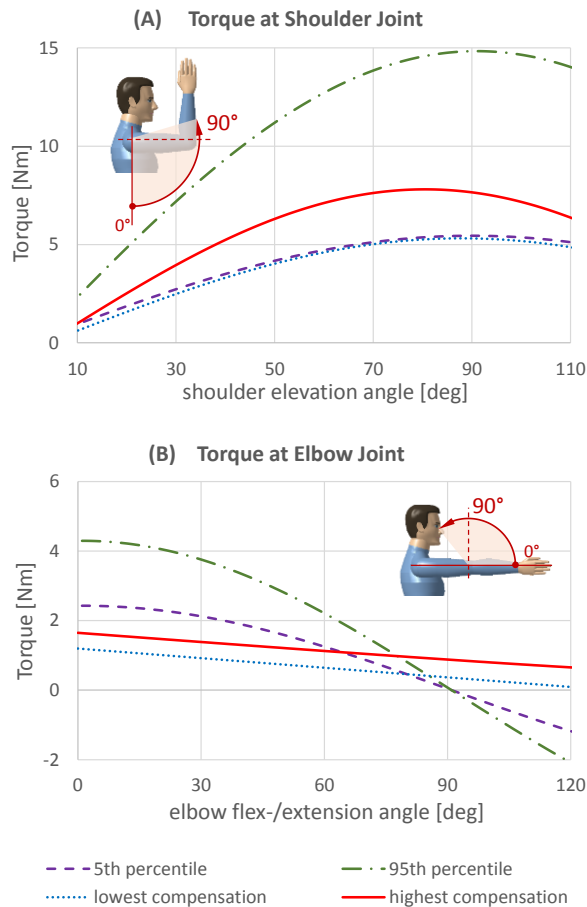 (A) Torque at Shoulder Joint
15
10
5
0
Torque [Nm]
90°
0°
10 30 50 70 90 110
shoulder elevation angle [deg]
(B) Torque at Elbow Joint
6
4
2
0
-2
Torque [Nm]
90°
0°
0 30 60 90 120
elbow flex-/extension angle [deg]
5th percentile 95th percentile
lowest compensation highest compensation